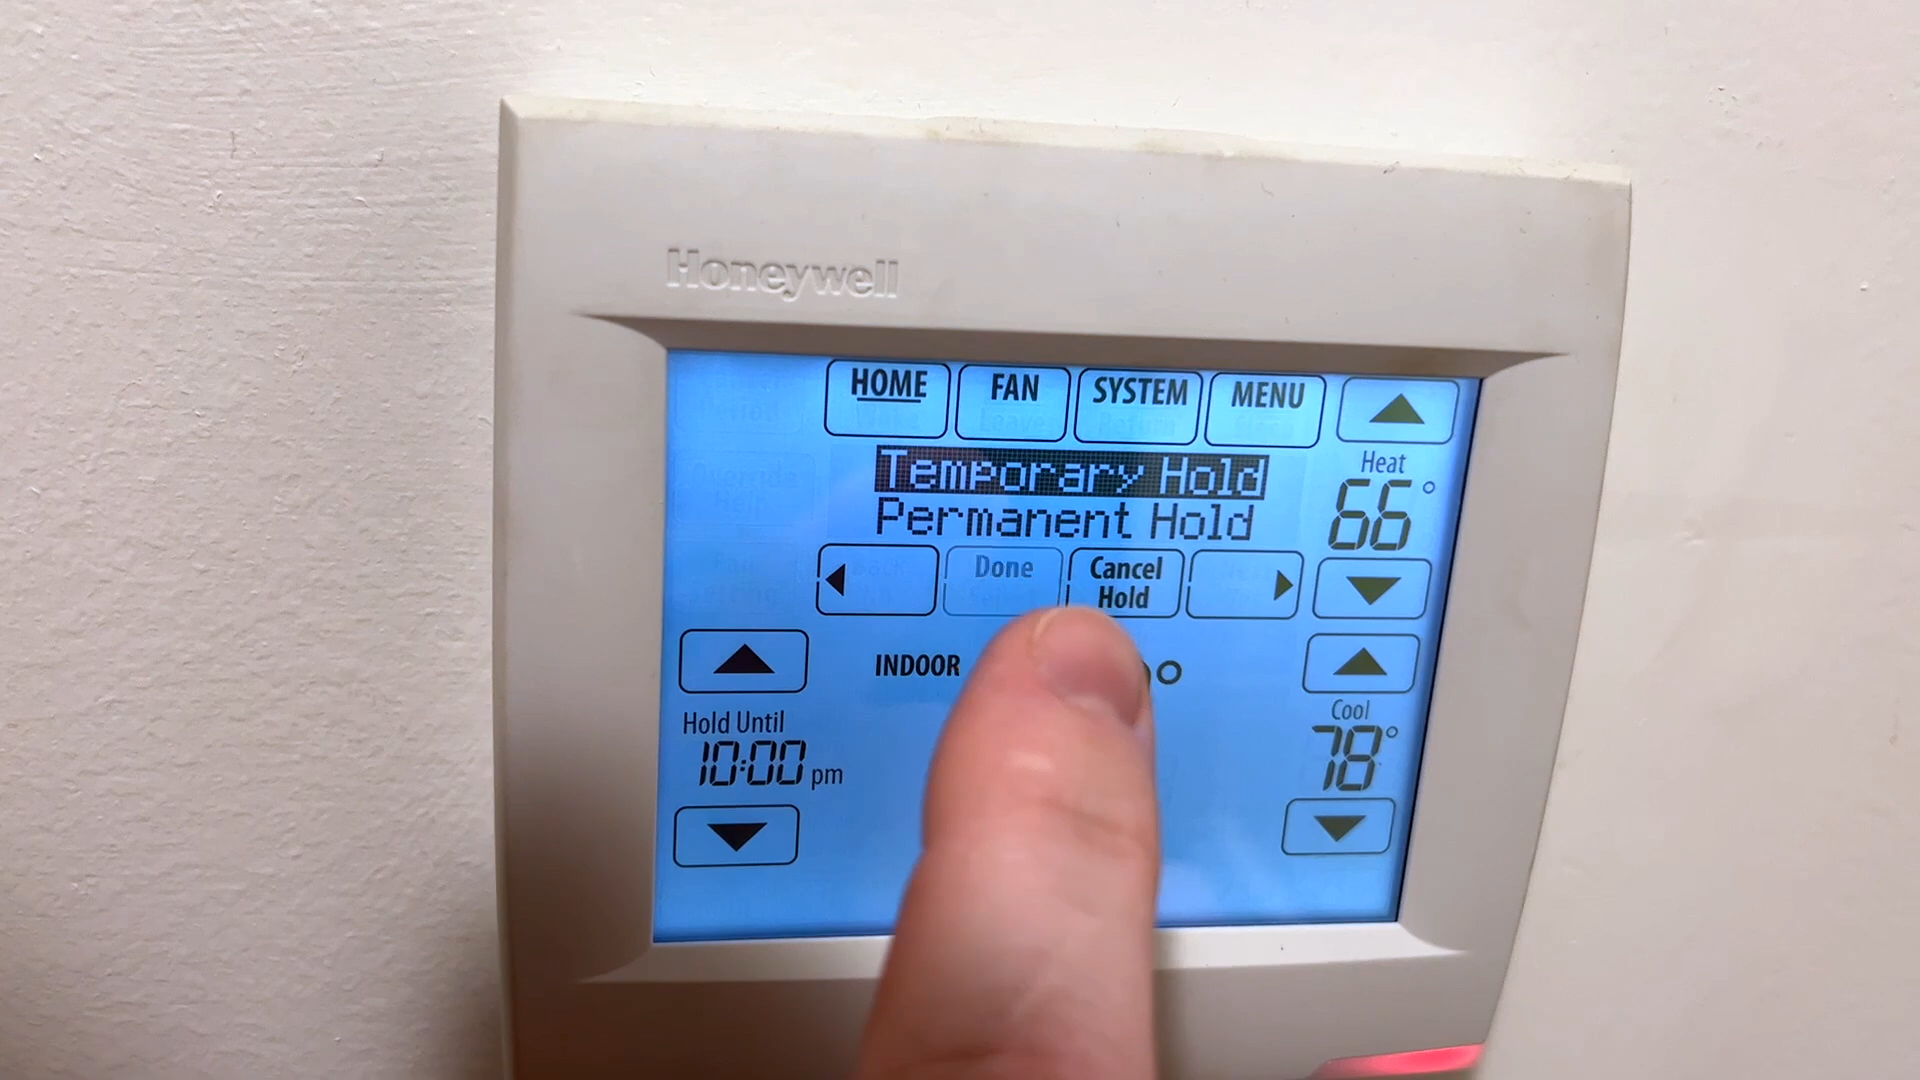 Honeywell
HOME FAN SYSTEM MENU
Temporary Hold
Permanent Hold
Heat
66°
Done
Cancel
Hold
INDOOR
Hold Until
10:00 pm
Cool
78°